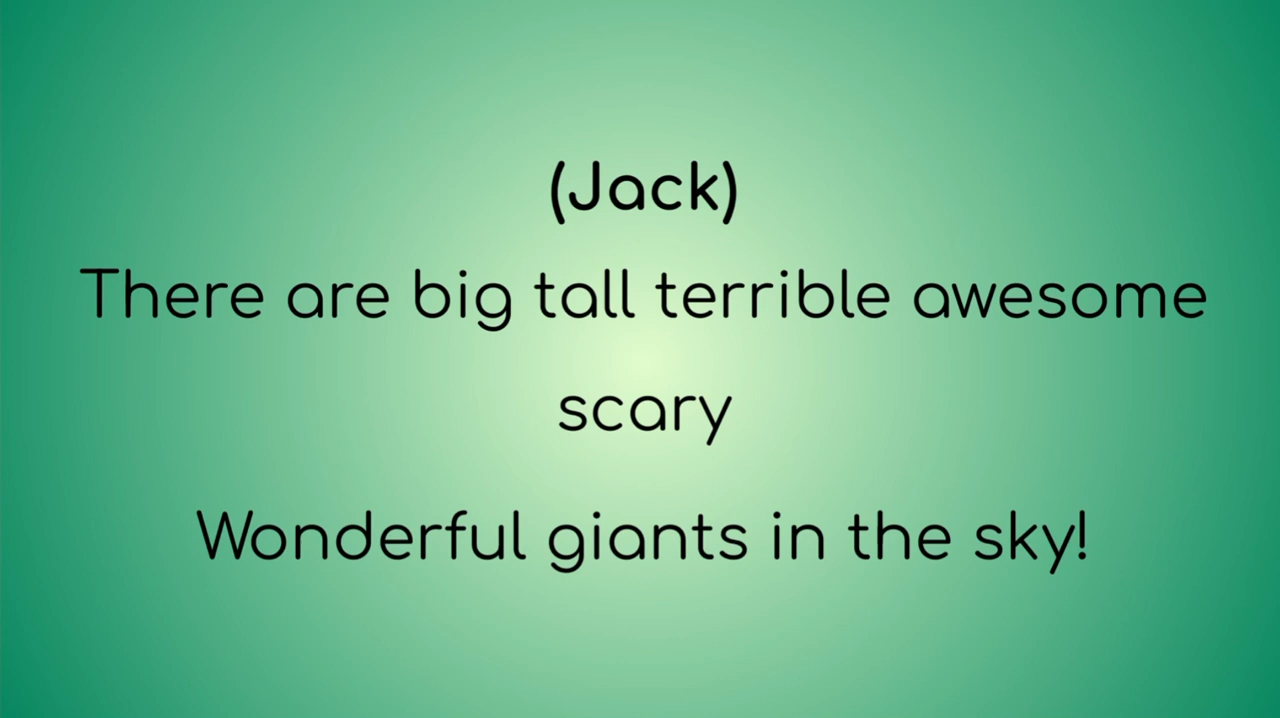 (Jack)
There are big tall terrible awesome
scary
Wonderful giants in the sky!